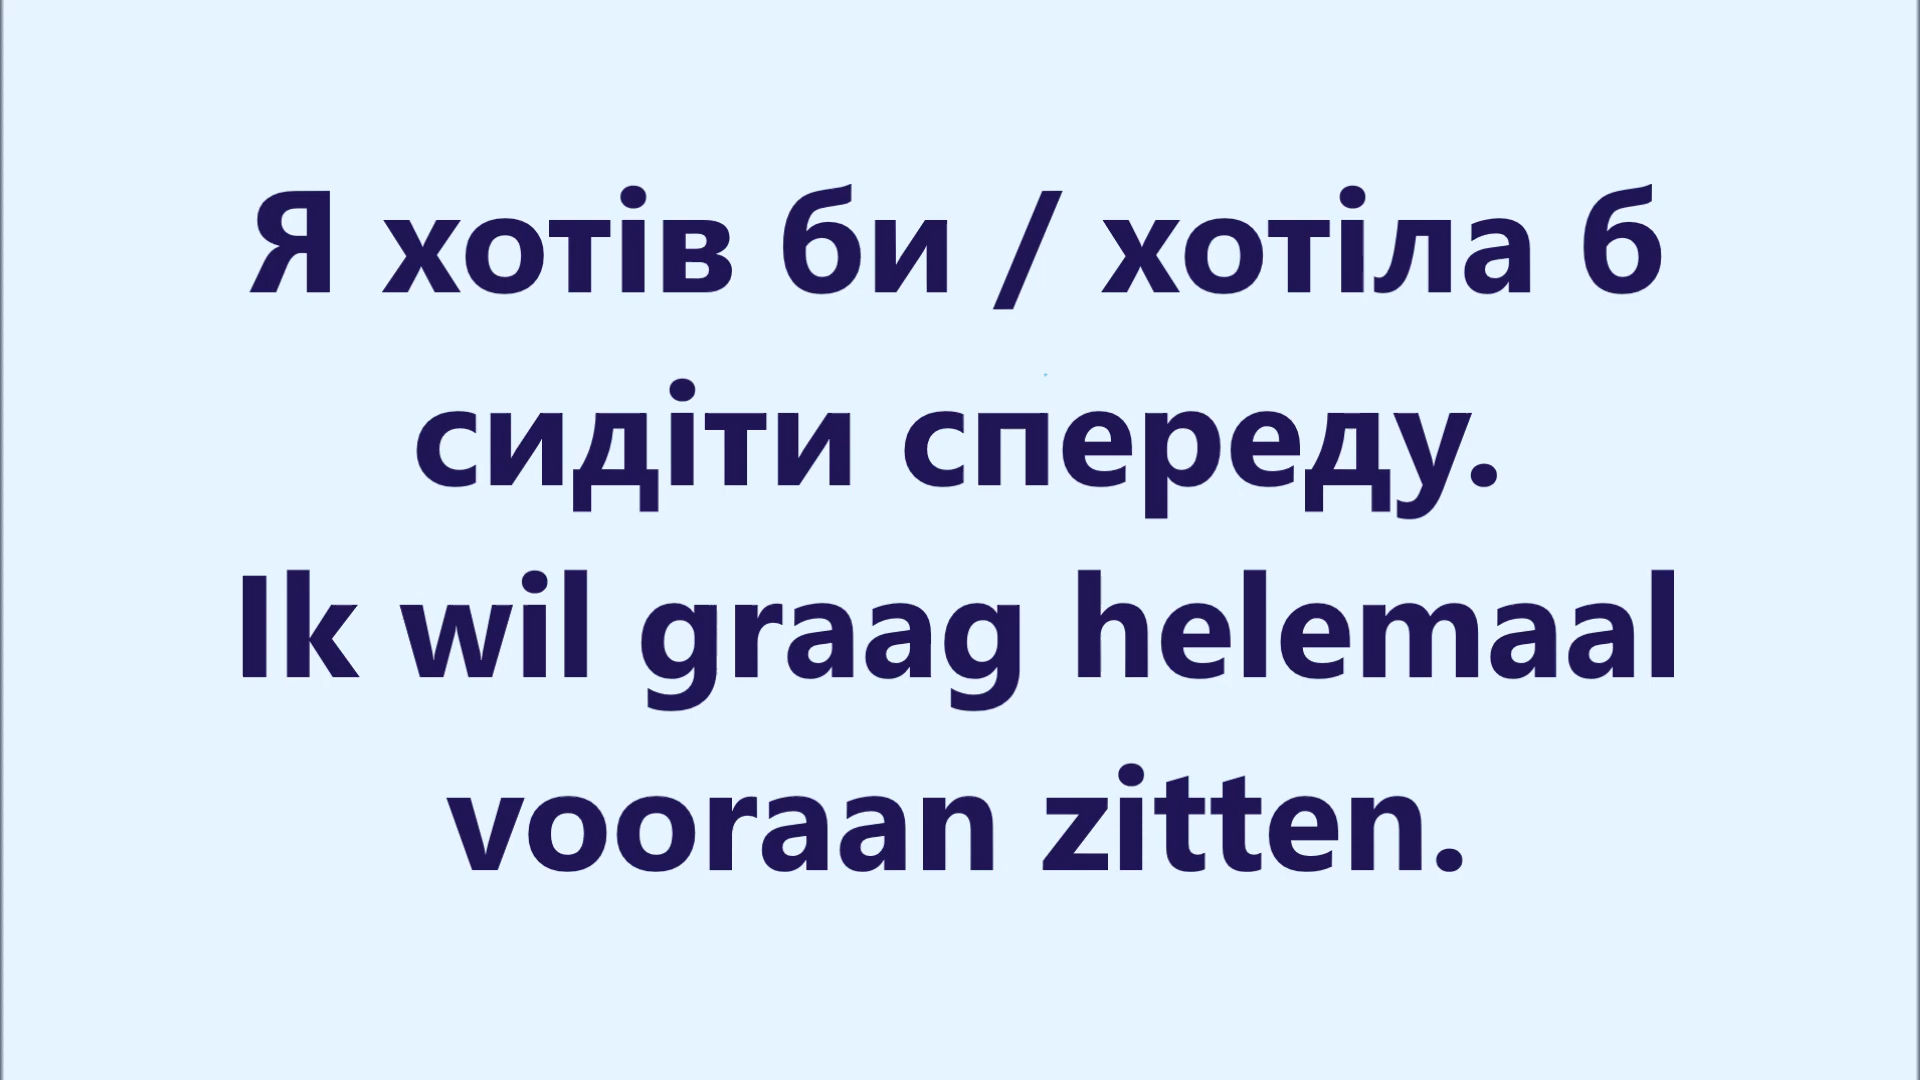 Я хотів би / хотіла б
сидіти спереду.
Ik wil graag helemaal
vooraan zitten.